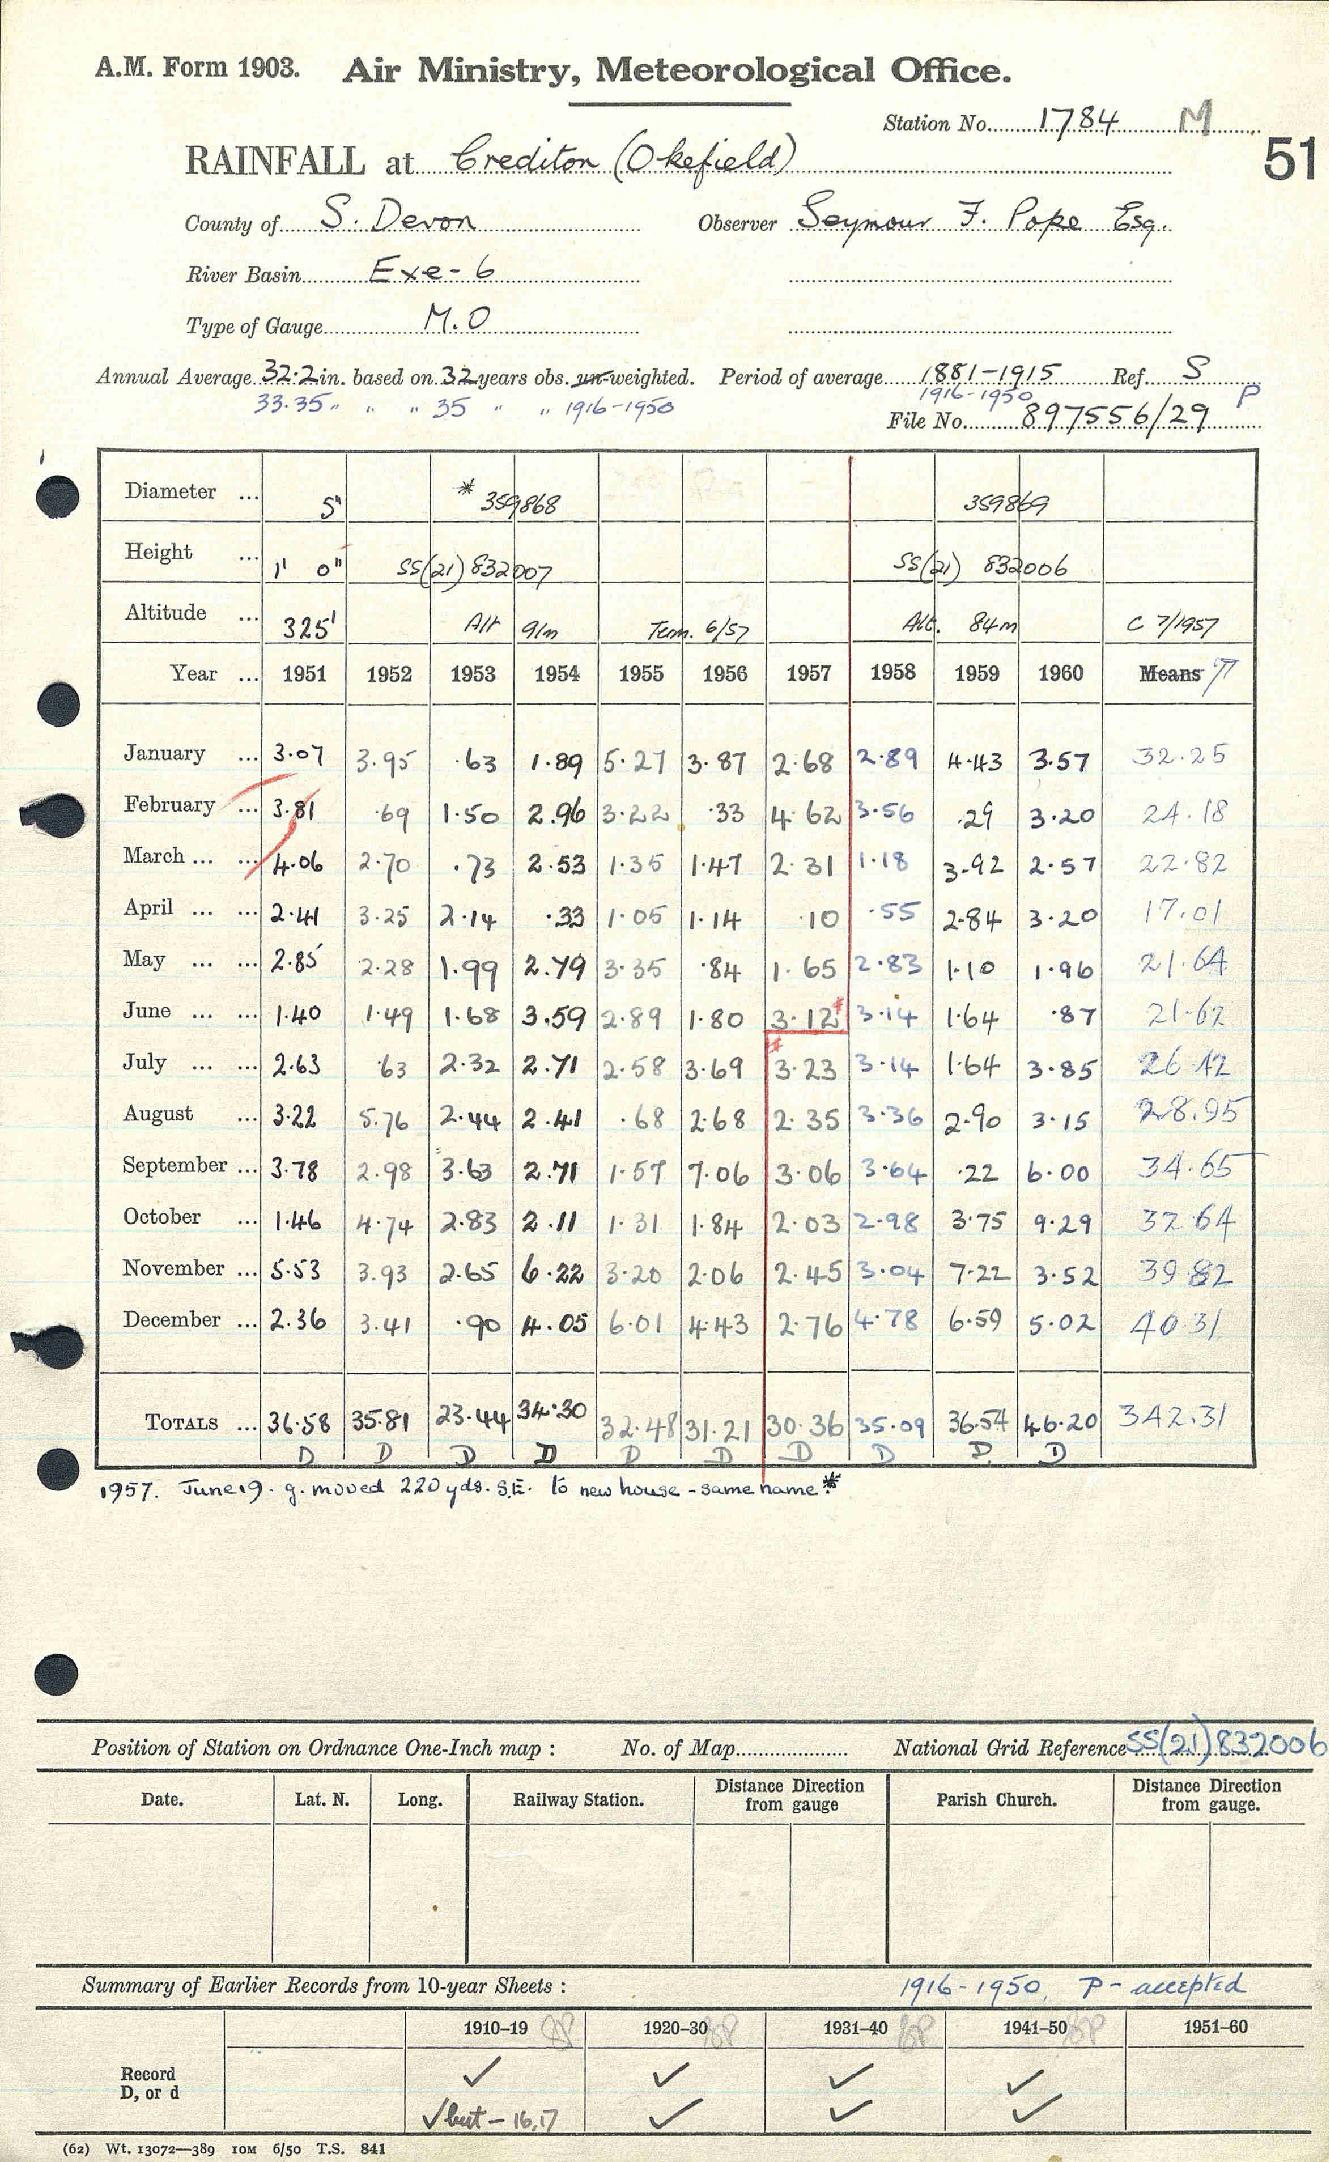 A.M. Form 1903. Air Ministry, Meteorological Office.
Station No. 1784 M
RAINFALL at Crediton (Okefield) 51
County of S. Devon Observer Seymour F. Pope Esq.
River Basin Exe-6
Type of Gauge M.O
Annual Average 32.2 in. based on 32 years obs. un-weighted. Period of average 1881-1915 Ref. S
33.35 " " " 35 " " 1916-1950 1916-1950 P
File No. 897556/29
Diameter ... 5" * 359868 359869
Height ... 1' 0" SS(21) 832007 SS(21) 832006
Altitude ... 325' Alt 91m Term. 6/57 Alt. 84m C 7/1957
Year ... 1951 1952 1953 1954 1955 1956 1957 1958 1959 1960 Means
January ... 3.07 3.95 .63 1.89 5.27 3.87 2.68 2.89 4.43 3.57 32.25
February ... 3.81 .69 1.50 2.96 3.22 .33 4.62 3.56 .29 3.20 24.18
March ... ... 4.06 2.70 .73 2.53 1.35 1.47 2.31 1.18 3.92 2.57 22.82
April ... ... 2.41 3.25 2.14 .33 1.05 1.14 .10 .55 2.84 3.20 17.01
May ... ... 2.85 2.28 1.99 2.79 3.35 .84 1.65 2.83 1.10 1.96 21.64
June ... ... 1.40 1.49 1.68 3.59 2.89 1.80 3.12* 3.14 1.64 .87 21.62
July ... ... 2.63 .63 2.32 2.71 2.58 3.69 3.23 3.14 1.64 3.85 26.42
August ... 3.22 5.76 2.44 2.41 .68 2.68 2.35 3.36 2.90 3.15 28.95
September ... 3.78 2.98 3.63 2.71 1.57 7.06 3.06 3.64 .22 6.00 34.65
October ... 1.46 4.74 2.83 2.11 1.31 1.84 2.03 2.98 3.75 9.29 32.64
November ... 5.53 3.93 2.65 6.22 3.20 2.06 2.45 3.04 7.22 3.52 39.82
December ... 2.36 3.41 .90 4.05 6.01 4.43 2.76 4.78 6.59 5.02 40.31
TOTALS ... 36.58 35.81 23.44 34.30 32.48 31.21 30.36 35.09 36.54 46.20 342.31
D D D D D D D D D D
1957. June 19. g. moved 220 yds. S.E. to new house - same name *
Position of Station on Ordnance One-Inch map : No. of Map National Grid Reference SS(21)832006
Date. Lat. N. Long. Railway Station. Distance Direction from gauge Parish Church. Distance Direction from gauge.
Summary of Earlier Records from 10-year Sheets : 1916-1950, P - accepted
1910-19 1920-30 1931-40 1941-50 1951-60
Record ✓ ✓ ✓ ✓
D, or d ✓ but - 16,17 ✓ ✓ ✓
(62) Wt. 13072—389 10M 6/50 T.S. 841